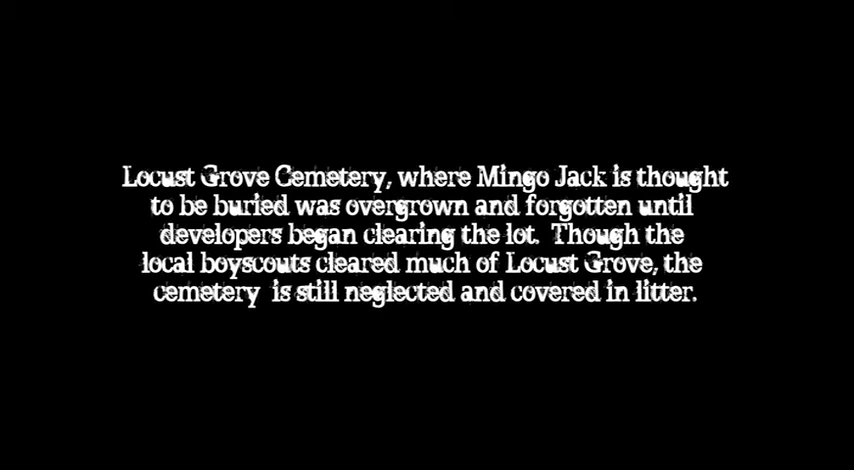 Locust Grove Cemetery, where Mingo Jack is thought
to be buried was overgrown and forgotten until
developers began clearing the lot.  Though the
local boyscouts cleared much of Locust Grove, the
cemetery  is still neglected and covered in litter.